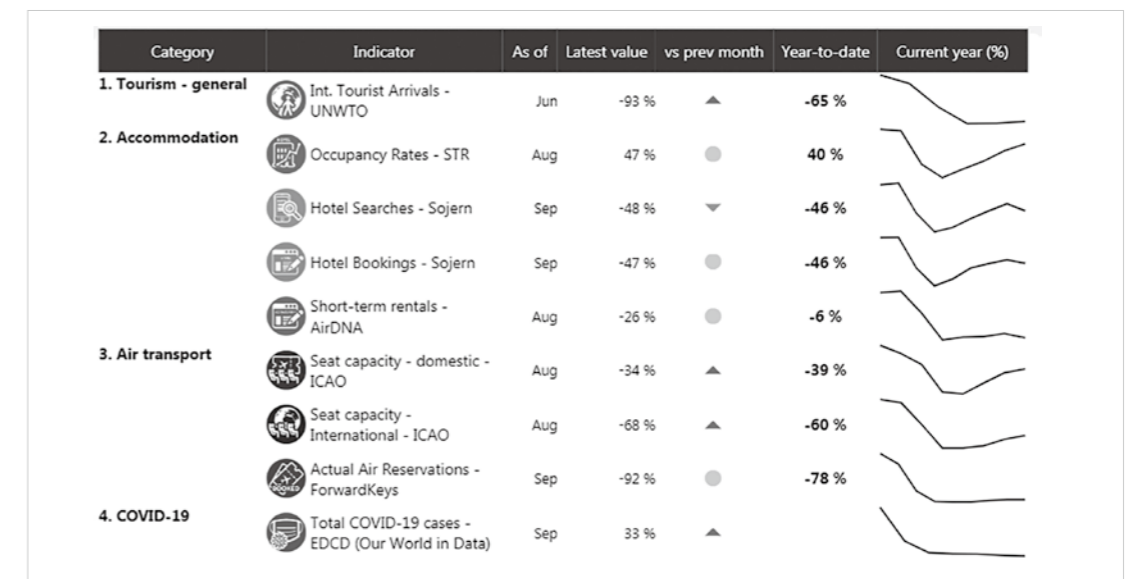 Category Indicator As of Latest value vs prev month Year-to-date Current year (%)
1. Tourism - general
Int. Tourist Arrivals -
UNWTO
Jun -93 % -65 %
2. Accommodation
Occupancy Rates - STR Aug 47 % 40 %
Hotel Searches - Sojern Sep -48 % -46 %
Hotel Bookings - Sojern Sep -47 % -46 %
Short-term rentals -
AirDNA
Aug -26 % -6 %
3. Air transport
Seat capacity - domestic -
ICAO
Aug -34 % -39 %
Seat capacity -
International - ICAO
Aug -68 % -60 %
BOOKED
Actual Air Reservations -
ForwardKeys
Sep -92 % -78 %
4. COVID-19
Total COVID-19 cases -
EDCD (Our World in Data)
Sep 33 %